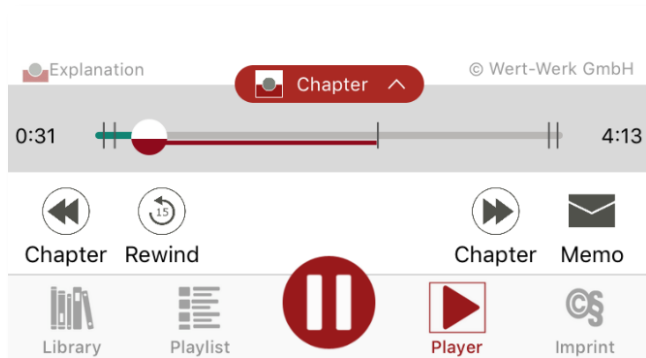 Explanation
© Wert-Werk GmbH
Chapter
0:31
4:13
15
Chapter Rewind Chapter Memo
©§
Library Playlist Player Imprint